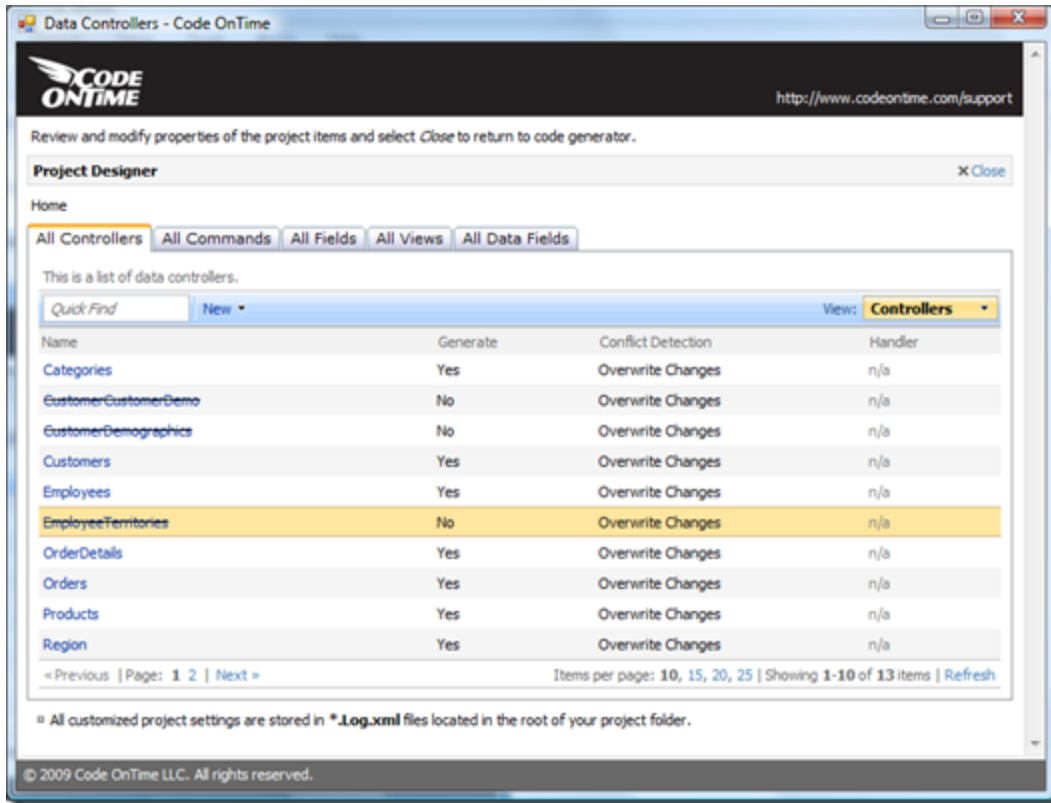 Data Controllers - Code OnTime
CODE ONTIME
http://www.codeontime.com/support
Review and modify properties of the project items and select Close to return to code generator.
Project Designer × Close
Home
All Controllers All Commands All Fields All Views All Data Fields
This is a list of data controllers.
Quick Find New View: Controllers
Name Generate Conflict Detection Handler
Categories Yes Overwrite Changes n/a
CustomerCustomerDemo No Overwrite Changes n/a
CustomerDemographics No Overwrite Changes n/a
Customers Yes Overwrite Changes n/a
Employees Yes Overwrite Changes n/a
EmployeeTerritories No Overwrite Changes n/a
OrderDetails Yes Overwrite Changes n/a
Orders Yes Overwrite Changes n/a
Products Yes Overwrite Changes n/a
Region Yes Overwrite Changes n/a
« Previous | Page: 1 2 | Next » Items per page: 10, 15, 20, 25 | Showing 1-10 of 13 items | Refresh
All customized project settings are stored in *.Log.xml files located in the root of your project folder.
© 2009 Code OnTime LLC. All rights reserved.